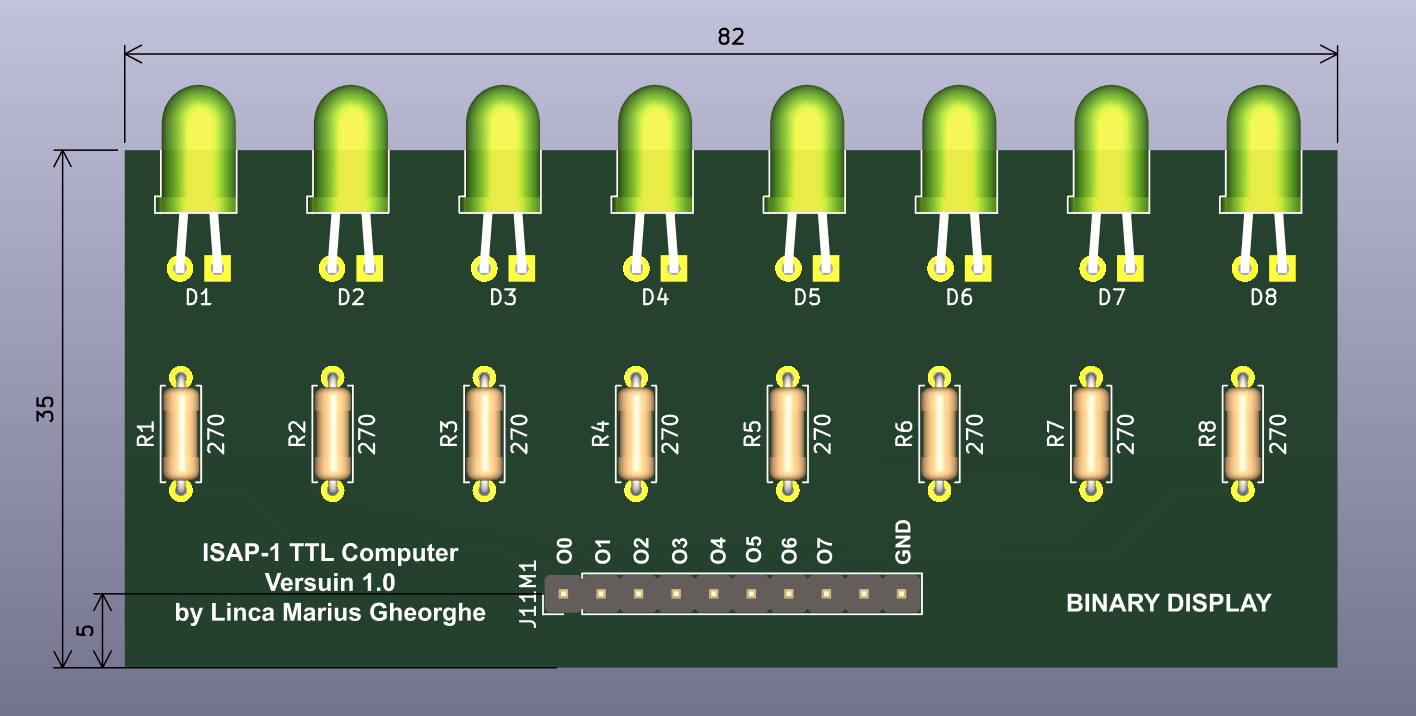 82
35
D1 D2 D3 D4 D5 D6 D7 D8
R1 270 R2 270 R3 270 R4 270 R5 270 R6 270 R7 270 R8 270
O0 O1 O2 O3 O4 O5 O6 O7 GND
J11M1
ISAP-1 TTL Computer
Versuin 1.0
by Linca Marius Gheorghe
BINARY DISPLAY
5